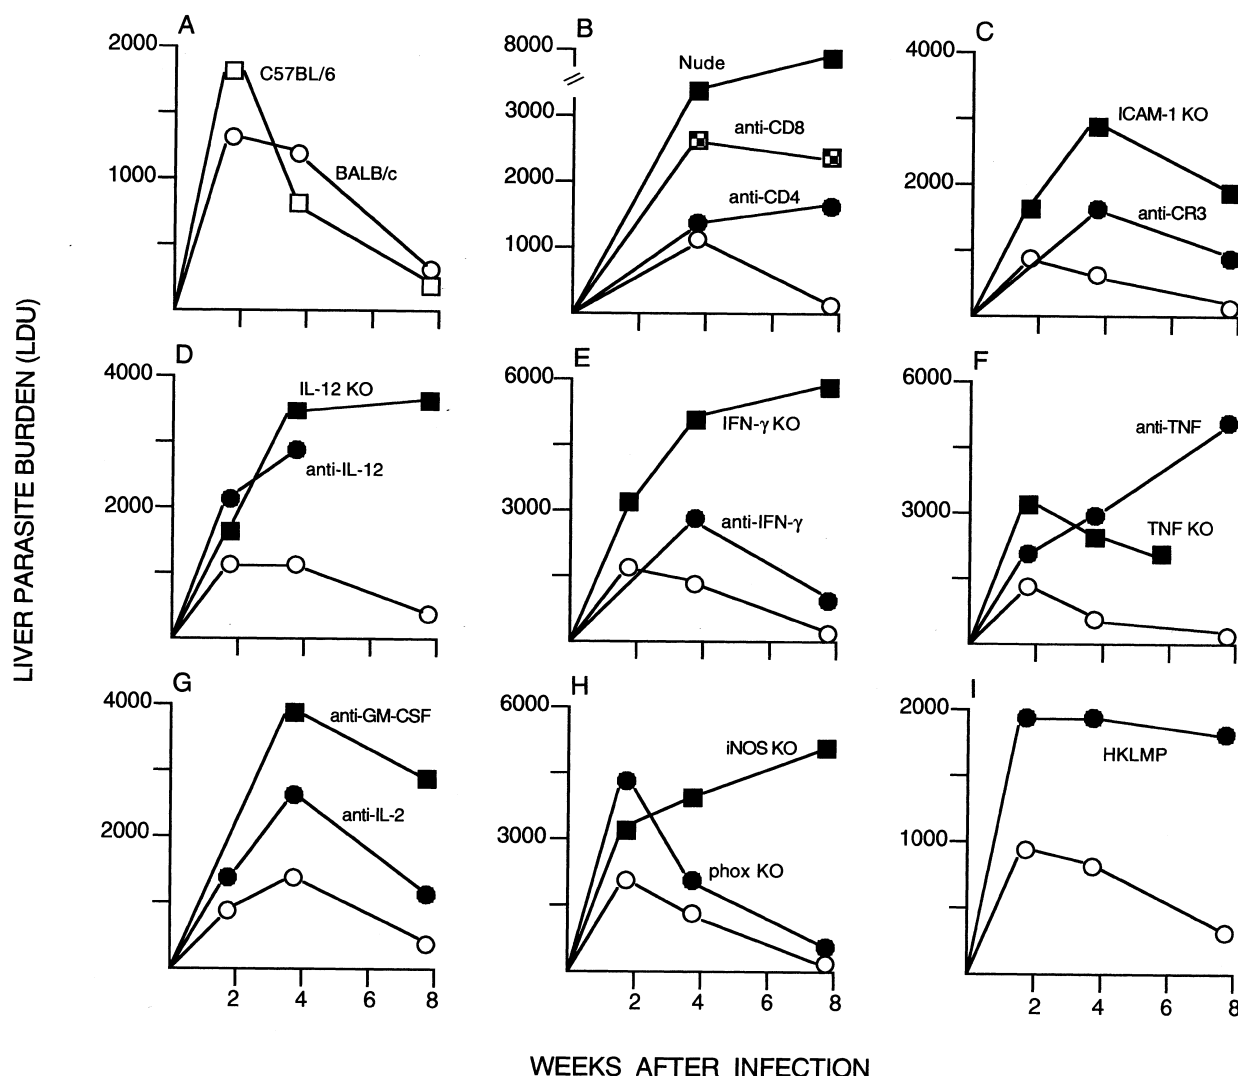 LIVER PARASITE BURDEN (LDU)
A
2000
1000
C57BL/6
BALB/c
B
8000
3000
2000
1000
Nude
anti-CD8
anti-CD4
C
4000
2000
ICAM-1 KO
anti-CR3
D
4000
2000
IL-12 KO
anti-IL-12
E
6000
3000
IFN-γ KO
anti-IFN-γ
F
6000
3000
anti-TNF
TNF KO
G
4000
2000
anti-GM-CSF
anti-IL-2
2 4 6 8
H
6000
3000
iNOS KO
phox KO
2 4 6 8
I
2000
1000
HKLMP
2 4 6 8
WEEKS AFTER INFECTION